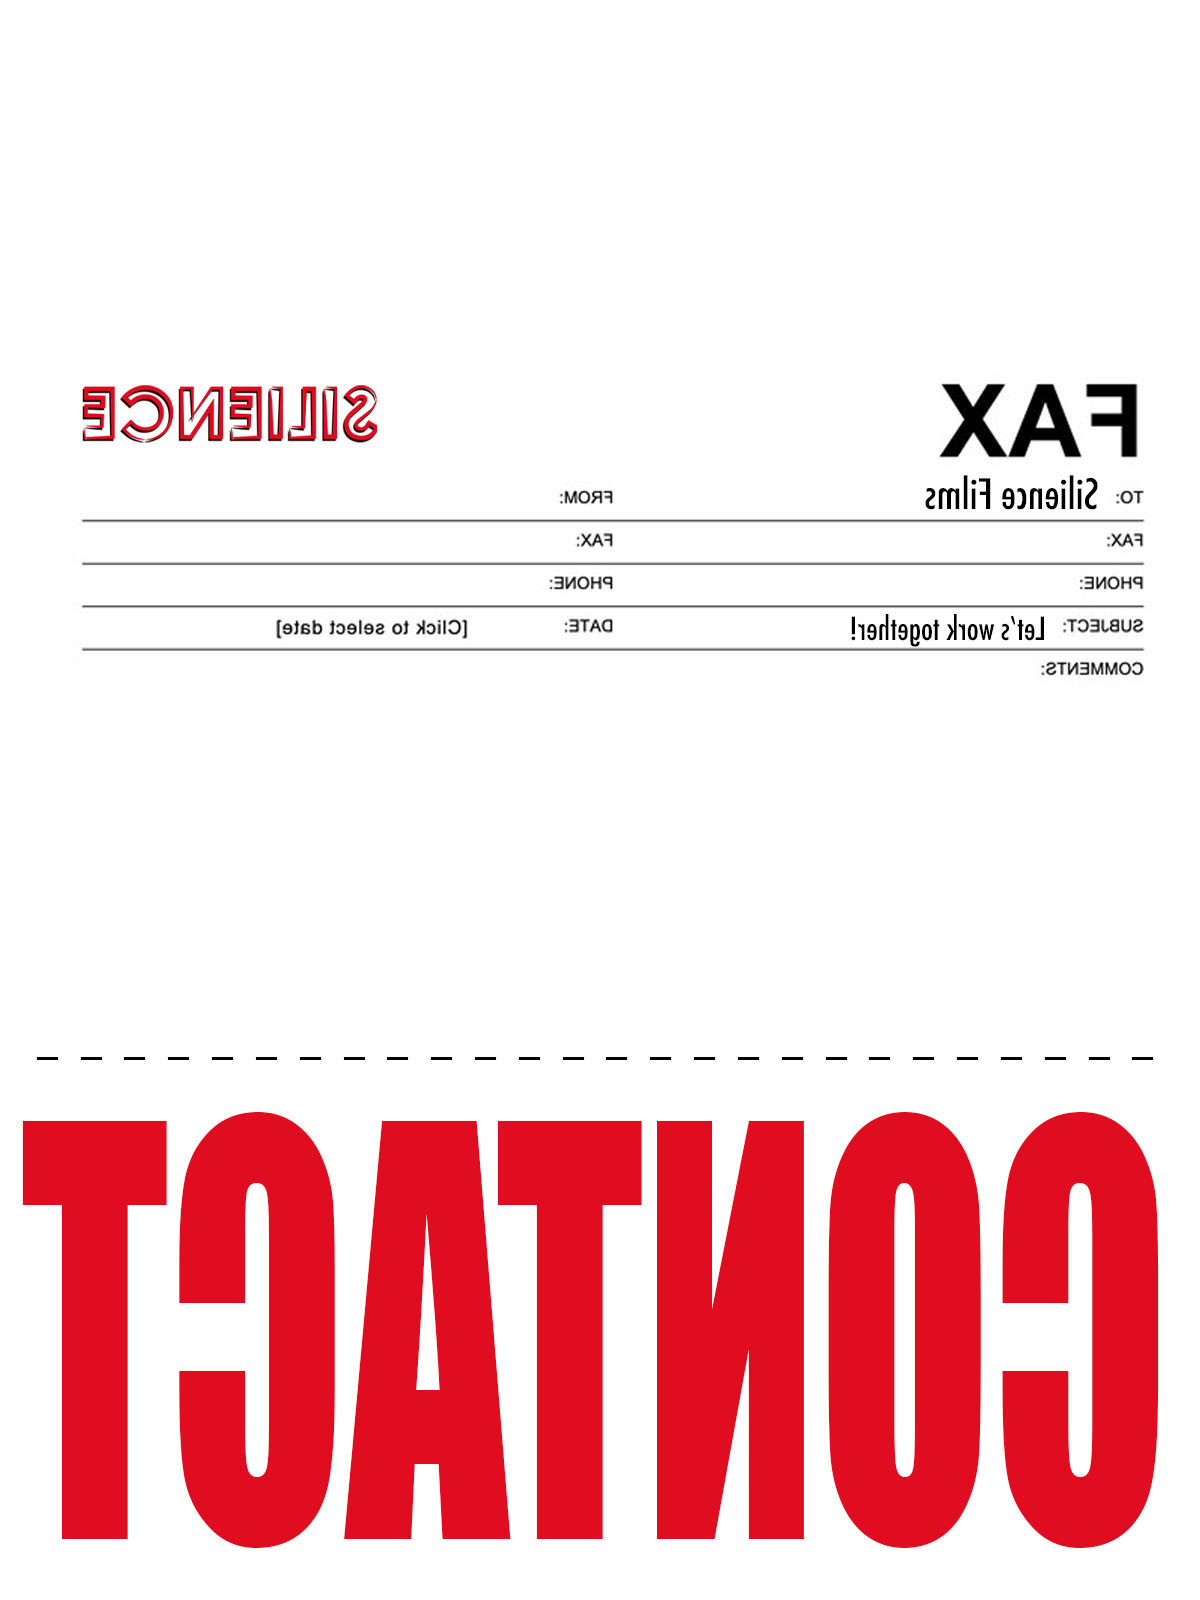 FAX SILIENCE
TO: Silience Films FROM:
FAX: FAX:
PHONE: PHONE:
SUBJECT: Let's work together! DATE: [Click to select date]
COMMENTS:
CONTACT